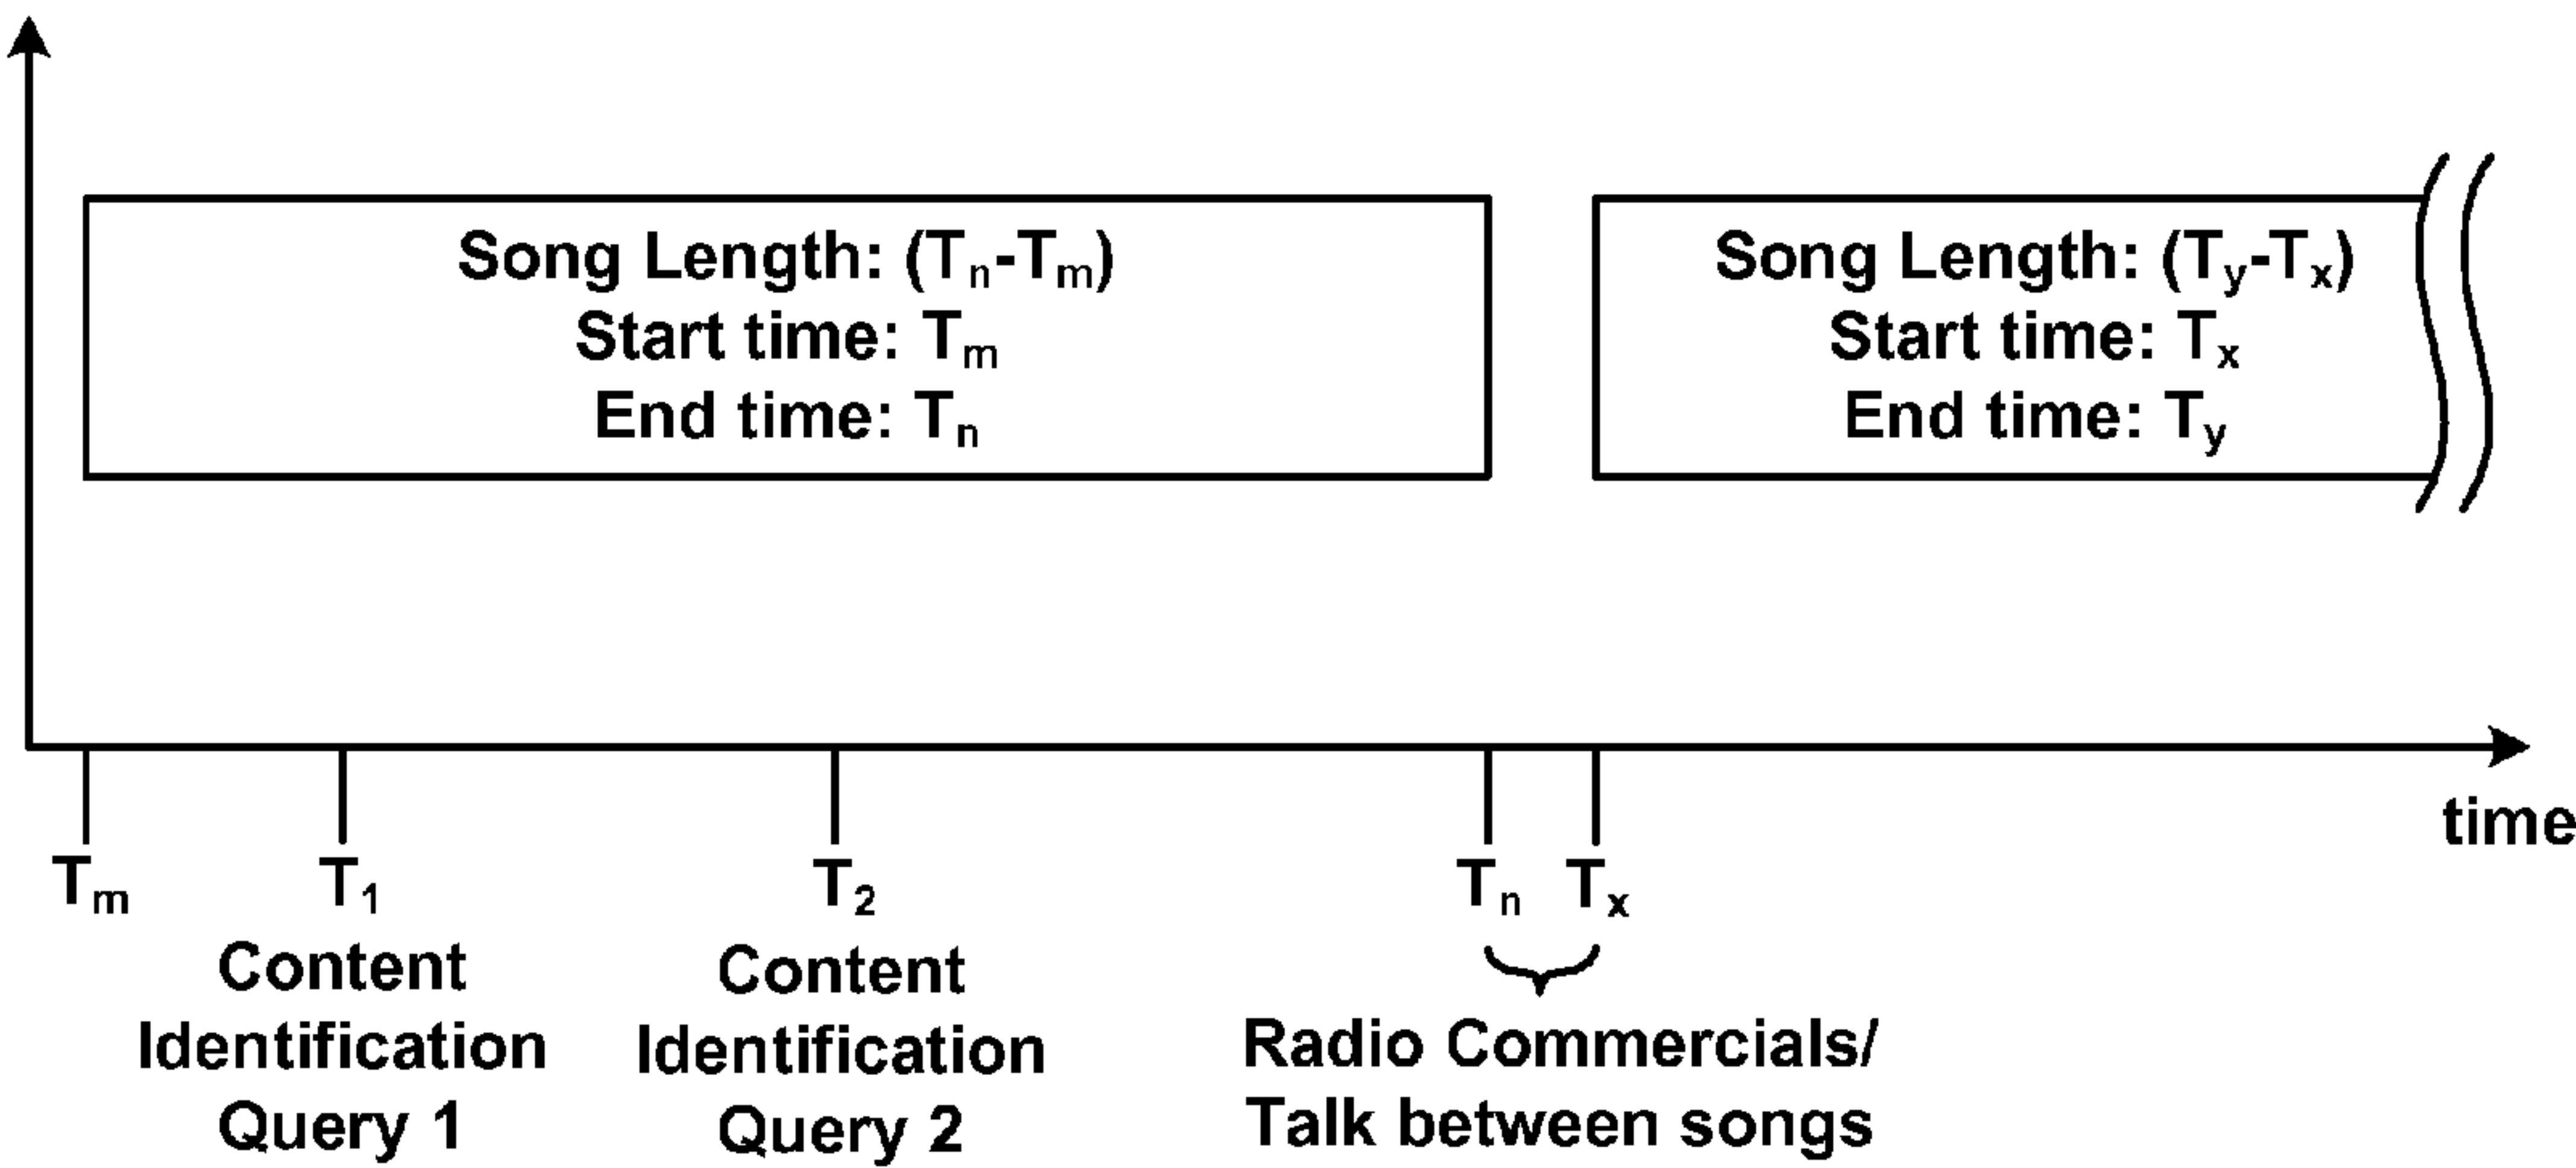 Song Length: (Tn-Tm)
Start time: Tm
End time: Tn
Song Length: (Ty-Tx)
Start time: Tx
End time: Ty
time
Tm
T1
Content
Identification
Query 1
T2
Content
Identification
Query 2
Tn
Tx
Radio Commercials/
Talk between songs